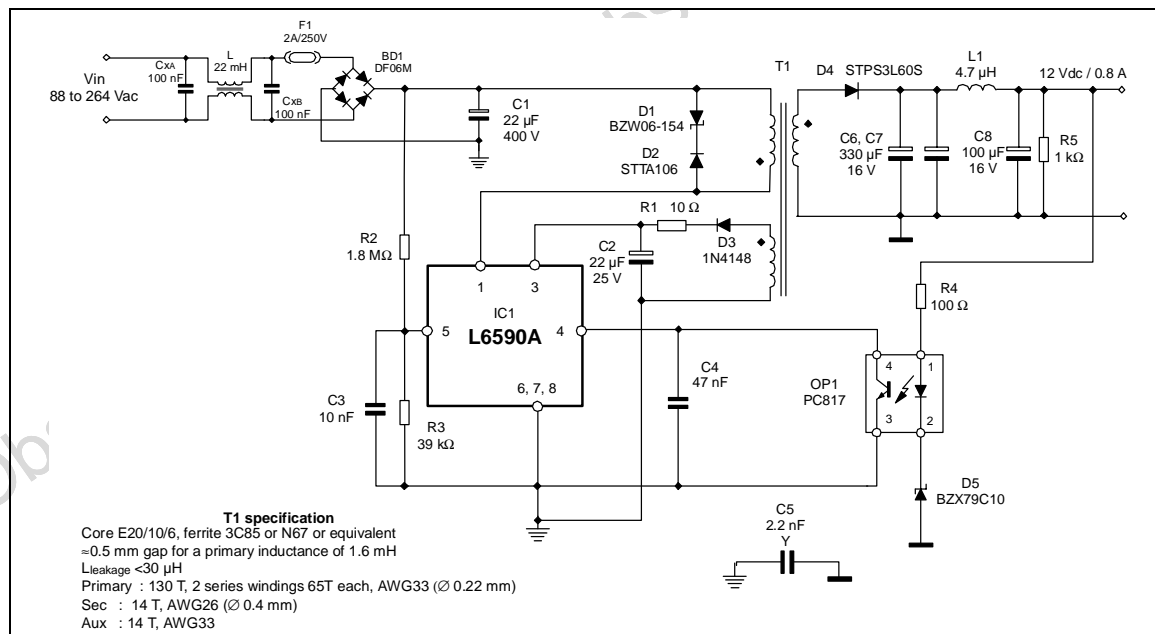 F1
2A/250V
L
22 mH
CxA
100 nF
CxB
100 nF
Vin
88 to 264 Vac
BD1
DF06M
C1
22 µF
400 V
D1
BZW06-154
D2
STTA106
T1
D4
STPS3L60S
L1
4.7 µH
12 Vdc / 0.8 A
C6, C7
330 µF
16 V
C8
100 µF
16 V
R5
1 kΩ
R1
10 Ω
D3
1N4148
C2
22 µF
25 V
R2
1.8 MΩ
1
3
IC1
L6590A
5
4
6, 7, 8
C3
10 nF
R3
39 kΩ
C4
47 nF
R4
100 Ω
OP1
PC817
4
1
3
2
D5
BZX79C10
C5
2.2 nF
Y
T1 specification
Core E20/10/6, ferrite 3C85 or N67 or equivalent
≈0.5 mm gap for a primary inductance of 1.6 mH
Lleakage <30 µH
Primary : 130 T, 2 series windings 65T each, AWG33 (∅ 0.22 mm)
Sec : 14 T, AWG26 (∅ 0.4 mm)
Aux : 14 T, AWG33